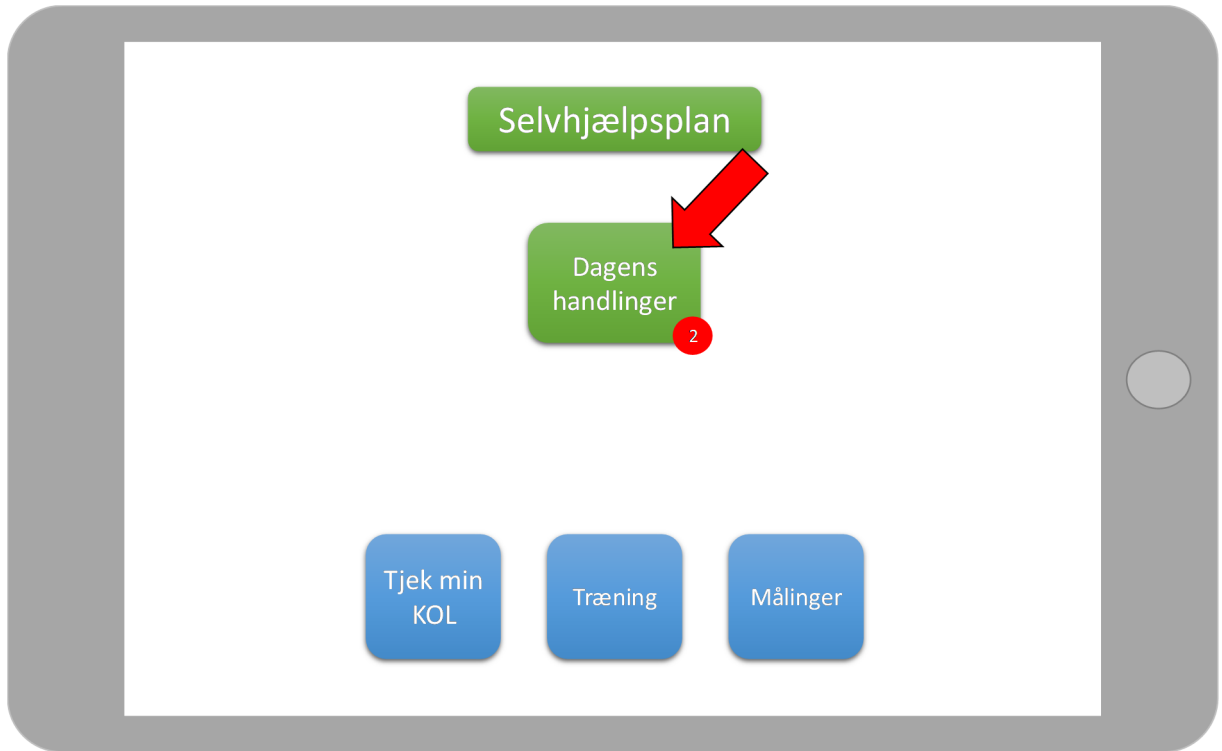 Selvhjælpsplan
Dagens
handlinger
2
Tjek min
KOL
Træning
Målinger